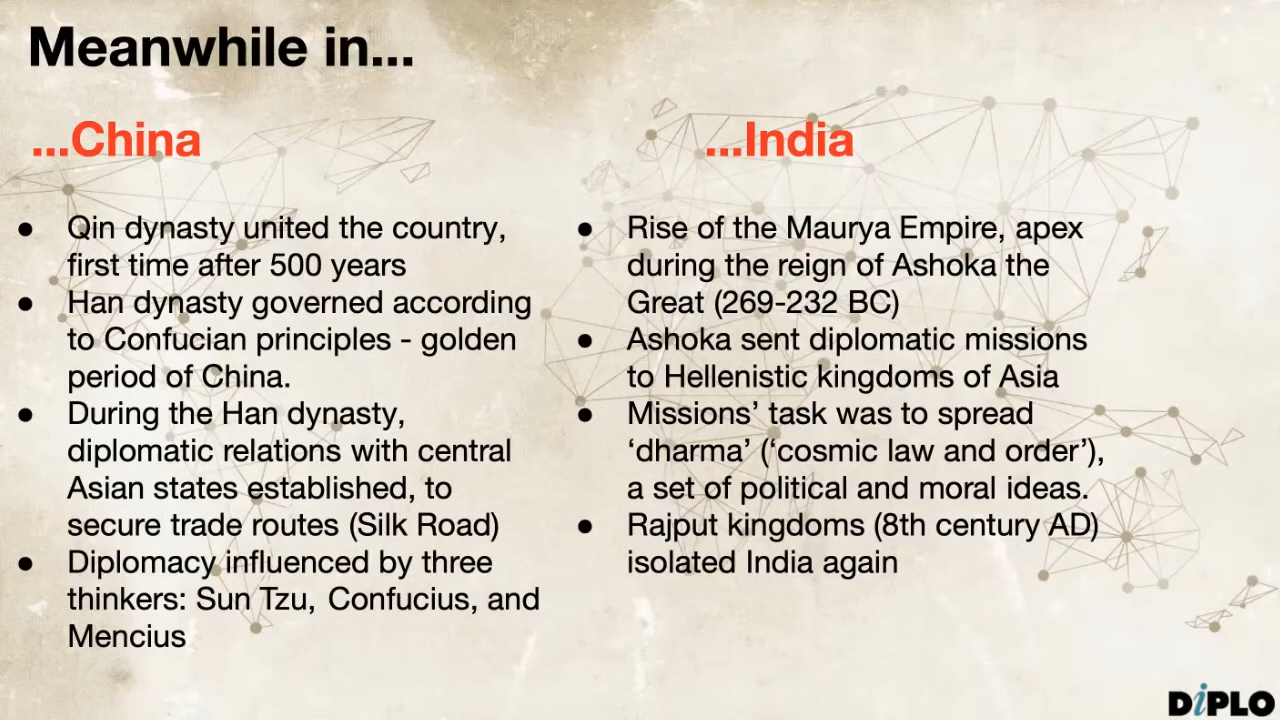 Meanwhile in...
...China
● Qin dynasty united the country,
first time after 500 years
● Han dynasty governed according
to Confucian principles - golden
period of China.
● During the Han dynasty,
diplomatic relations with central
Asian states established, to
secure trade routes (Silk Road)
● Diplomacy influenced by three
thinkers: Sun Tzu, Confucius, and
Mencius
...India
● Rise of the Maurya Empire, apex
during the reign of Ashoka the
Great (269-232 BC)
● Ashoka sent diplomatic missions
to Hellenistic kingdoms of Asia
● Missions’ task was to spread
‘dharma’ (‘cosmic law and order’),
a set of political and moral ideas.
● Rajput kingdoms (8th century AD)
isolated India again
DiPLO